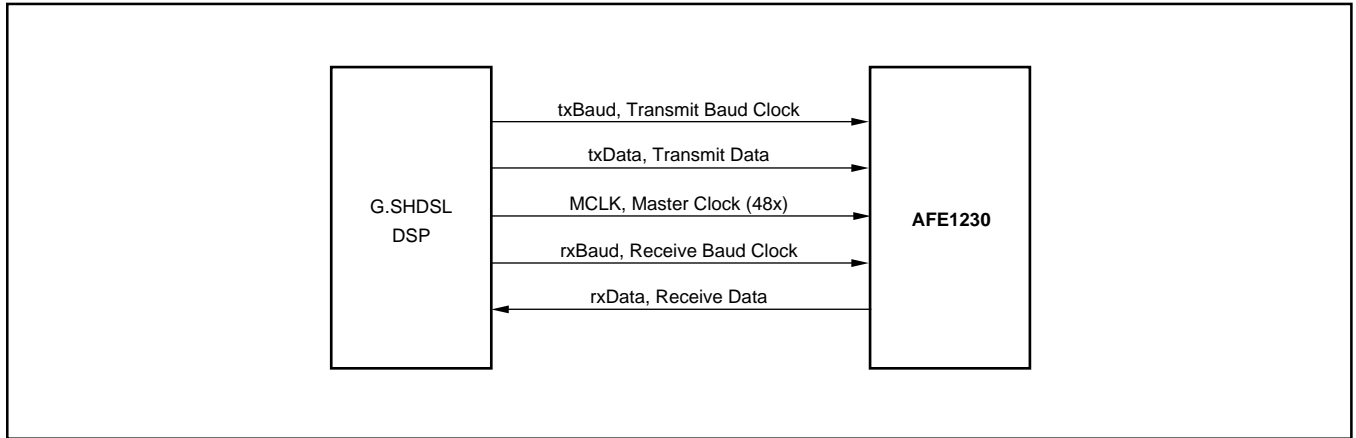 txBaud, Transmit Baud Clock
txData, Transmit Data
G.SHDSL
DSP
MCLK, Master Clock (48x)
AFE1230
rxBaud, Receive Baud Clock
rxData, Receive Data